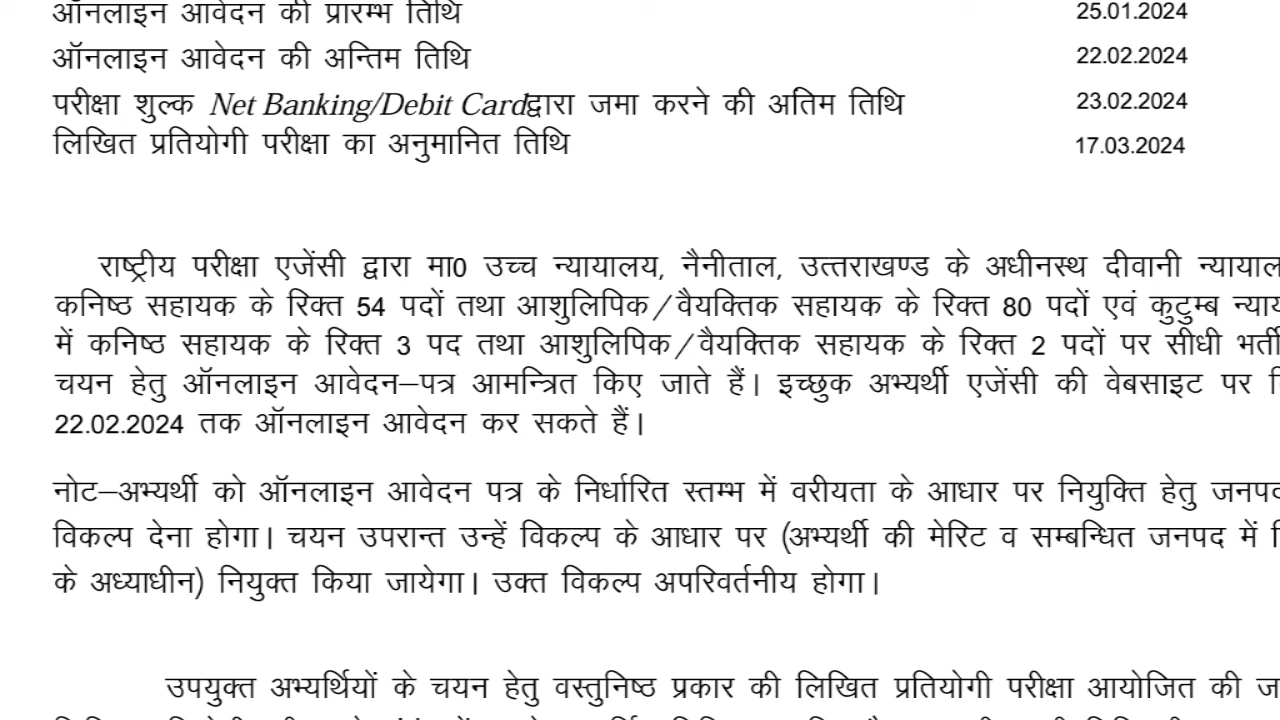 ऑनलाइन आवेदन की प्रारम्भ तिथि 25.01.2024
ऑनलाइन आवेदन की अन्तिम तिथि 22.02.2024
परीक्षा शुल्क Net Banking/Debit Cardद्वारा जमा करने की अंतिम तिथि 23.02.2024
लिखित प्रतियोगी परीक्षा का अनुमानित तिथि 17.03.2024
राष्ट्रीय परीक्षा एजेंसी द्वारा मा0 उच्च न्यायालय, नैनीताल, उत्तराखण्ड के अधीनस्थ दीवानी न्याया
कनिष्ठ सहायक के रिक्त 54 पदों तथा आशुलिपिक/वैयक्तिक सहायक के रिक्त 80 पदों एवं कुटुम्ब न्या
में कनिष्ठ सहायक के रिक्त 3 पद तथा आशुलिपिक/वैयक्तिक सहायक के रिक्त 2 पदों पर सीधी भर्ती
चयन हेतु ऑनलाइन आवेदन–पत्र आमन्त्रित किए जाते हैं। इच्छुक अभ्यर्थी एजेंसी की वेबसाइट पर
22.02.2024 तक ऑनलाइन आवेदन कर सकते हैं।
नोट–अभ्यर्थी को ऑनलाइन आवेदन पत्र के निर्धारित स्तम्भ में वरीयता के आधार पर नियुक्ति हेतु जनपद
विकल्प देना होगा। चयन उपरान्त उन्हें विकल्प के आधार पर (अभ्यर्थी की मेरिट व सम्बन्धित जनपद में
के अध्याधीन) नियुक्त किया जायेगा। उक्त विकल्प अपरिवर्तनीय होगा।
उपयुक्त अभ्यर्थियों के चयन हेतु वस्तुनिष्ठ प्रकार की लिखित प्रतियोगी परीक्षा आयोजित की ज